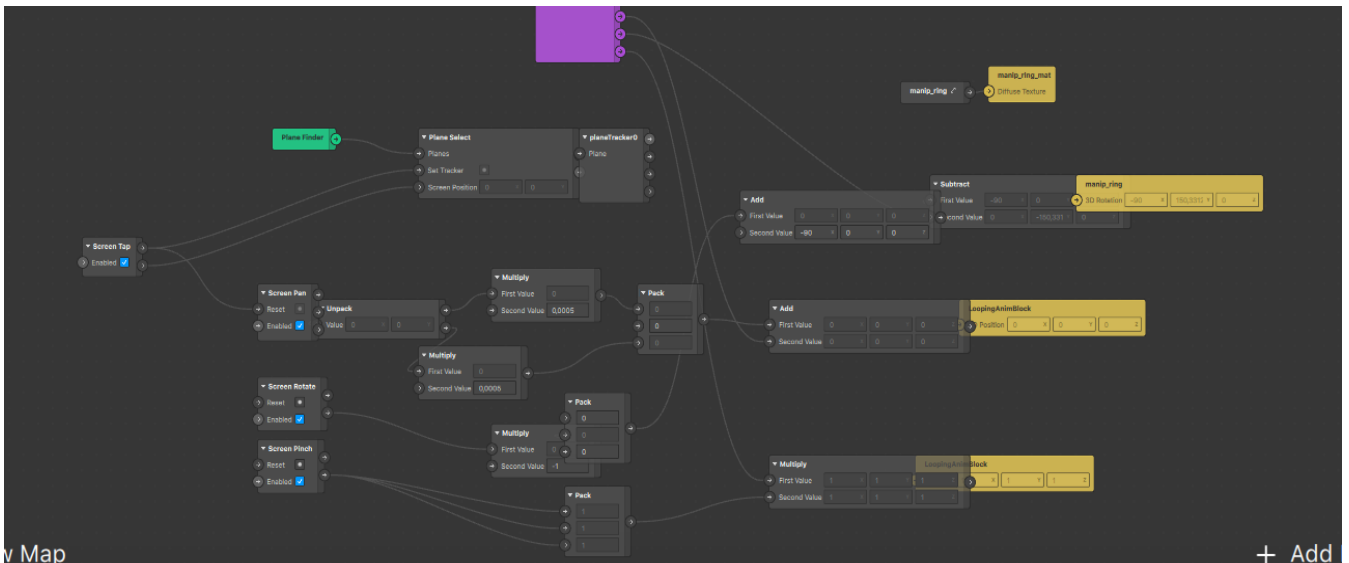 manip_ring_mat
Diffuse Texture
manip_ring
Plane Finder
Plane Select
Planes
Set Tracker
Screen Position 0 0
planeTracker0
Plane
Subtract
First Value -90 0
Second Value 0 -150,331 0
manip_ring
3D Rotation -90 X 150,3312 Y 0 Z
Add
First Value 0 0 0
Second Value -90 0 0
Screen Tap
Enabled
Screen Pan
Reset
Enabled
Unpack
Value 0 0
Multiply
First Value 0
Second Value 0,0005
Pack
0
0
0
Add
First Value 0 0 0
Second Value 0 0 0
LoopingAnimBlock
Position 0 X 0 Y 0 Z
Multiply
First Value 0
Second Value 0,0005
Screen Rotate
Reset
Enabled
Pack
0
0
0
Multiply
First Value 0
Second Value -1
Screen Pinch
Reset
Enabled
Multiply
First Value 1 1 1
Second Value 1 1 1
LoopingAnimBlock
X 1 Y 1 Z
Pack
1
1
1
w Map
+ Add